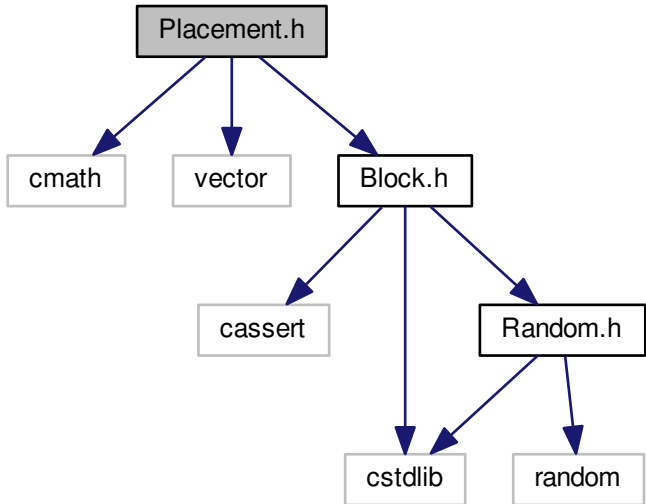 Placement.h
cmath
vector
Block.h
cassert
Random.h
cstdlib
random